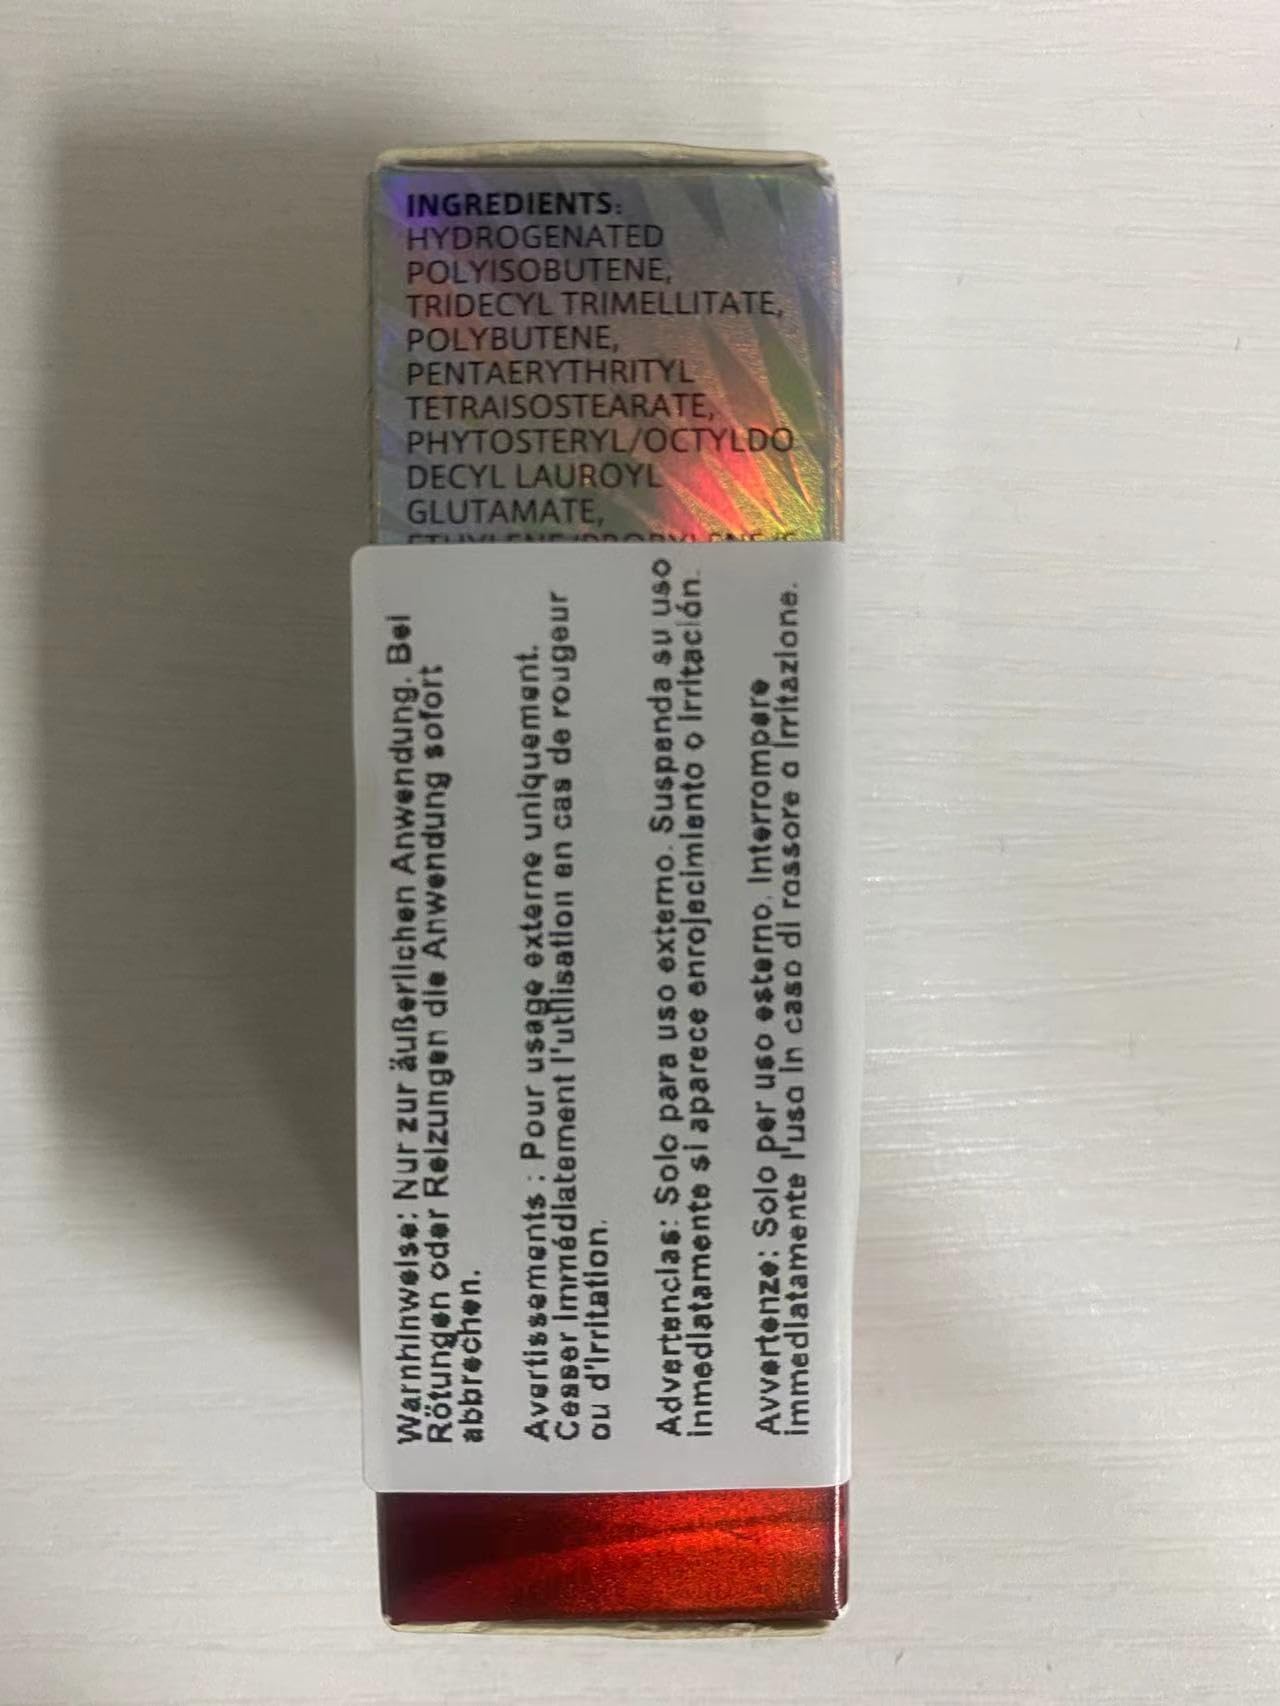 INGREDIENTS:
HYDROGENATED
POLYISOBUTENE,
TRIDECYL TRIMELLITATE,
POLYBUTENE,
PENTAERYTHRITYL
TETRAISOSTEARATE,
PHYTOSTERYL/OCTYLDO
DECYL LAUROYL
GLUTAMATE,
ETHYLENE/PROPYLENE/S
Warnhinweise: Nur zur äußerlichen Anwendung. Bei
Rötungen oder Reizungen die Anwendung sofort
abbrechen.
Avertissements : Pour usage externe uniquement.
Cesser immédiatement l'utilisation en cas de rougeur
ou d'irritation.
Advertencias: Solo para uso externo. Suspenda su uso
inmediatamente si aparece enrojecimiento o irritación.
Avvertenze: Solo per uso esterno. Interrompere
immediatamente l'uso in caso di rossore o irritazione.